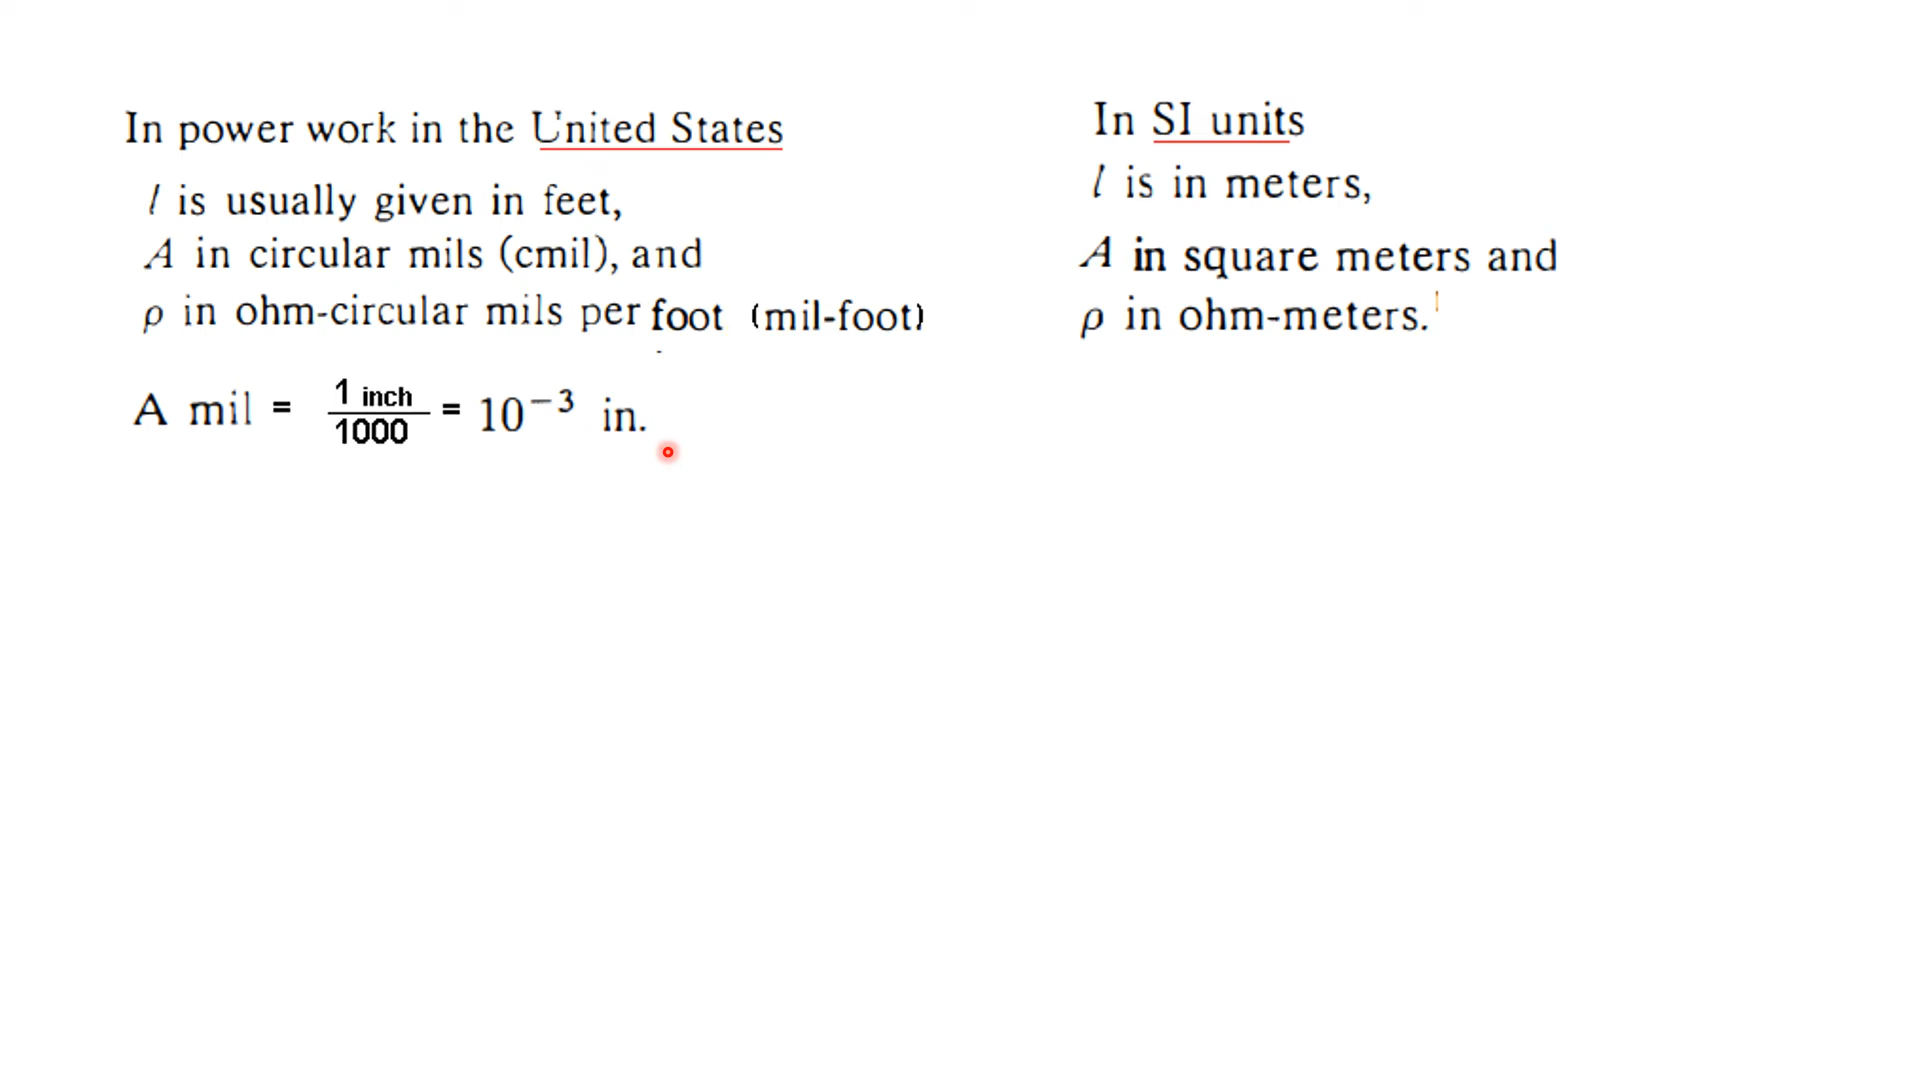 In power work in the United States
l is usually given in feet,
A in circular mils (cmil), and
ρ in ohm-circular mils per foot (mil-foot)
A mil = 1 inch / 1000 = 10⁻³ in.
In SI units
l is in meters,
A in square meters and
ρ in ohm-meters.